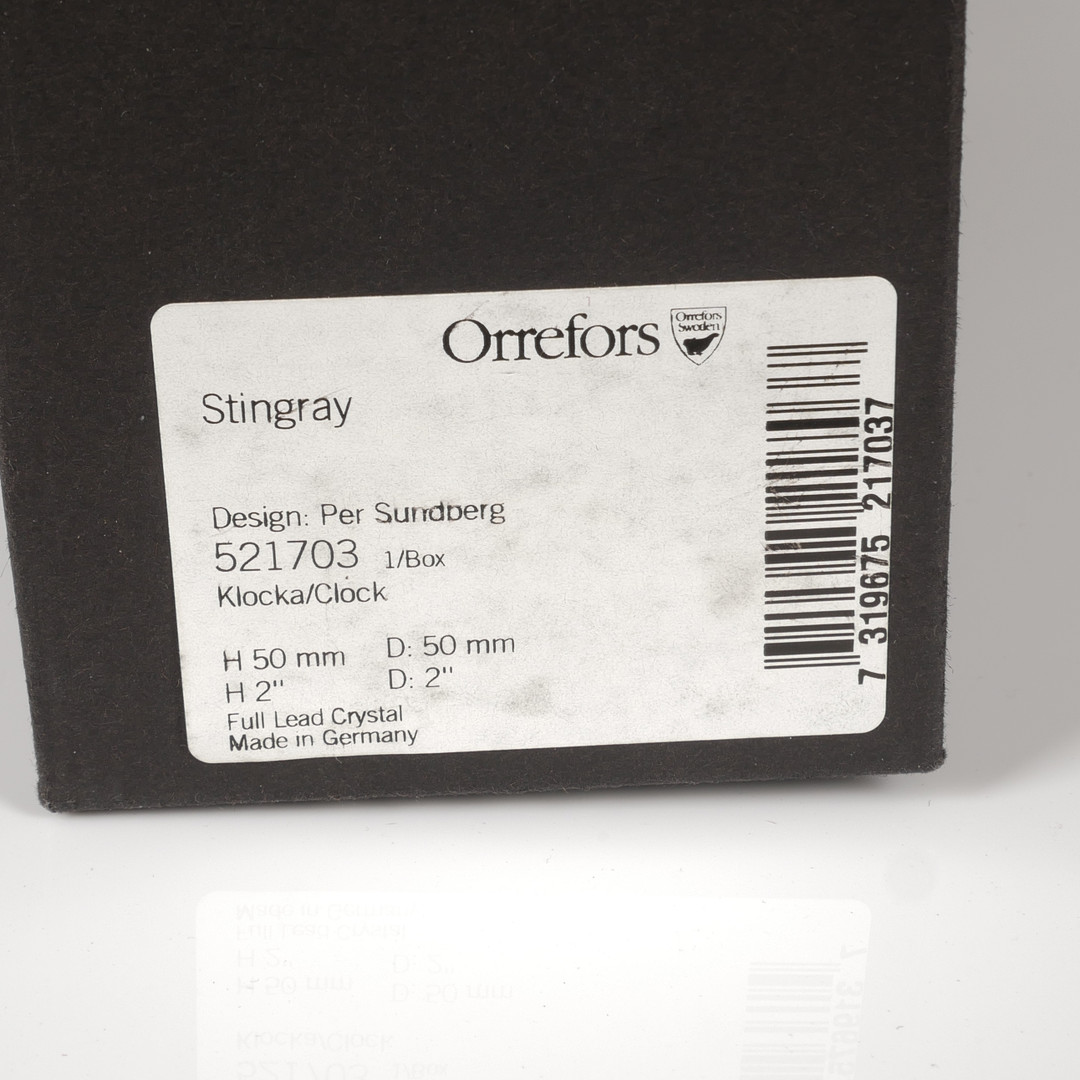 Orrefors
Orrefors
Sweden
Stingray
Design: Per Sundberg
521703 1/Box
Klocka/Clock
H 50 mm D: 50 mm
H 2" D: 2"
Full Lead Crystal
Made in Germany
7 319675 217037